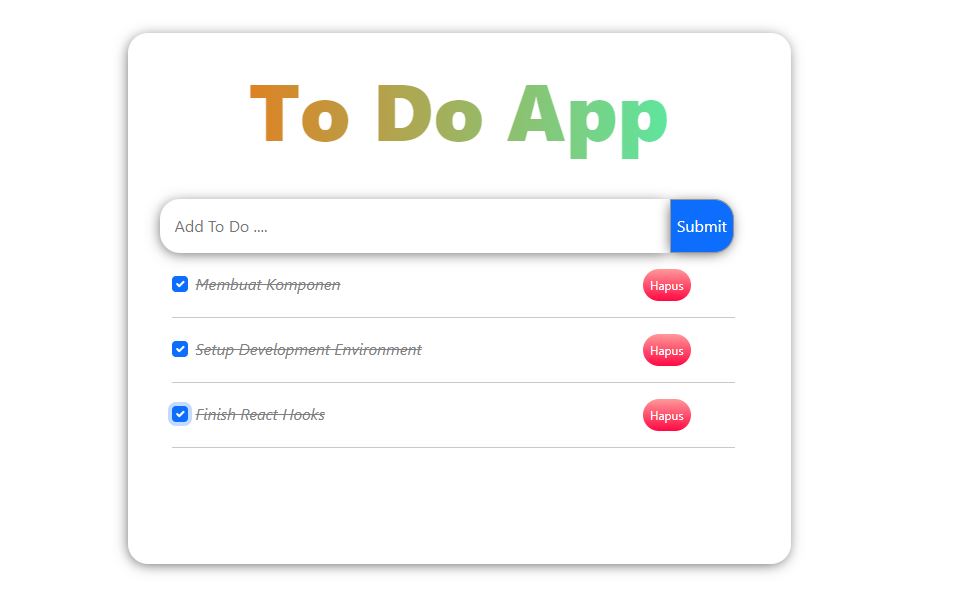 To Do App
Add To Do ....
Submit
Membuat Komponen
Hapus
Setup Development Environment
Hapus
Finish React Hooks
Hapus